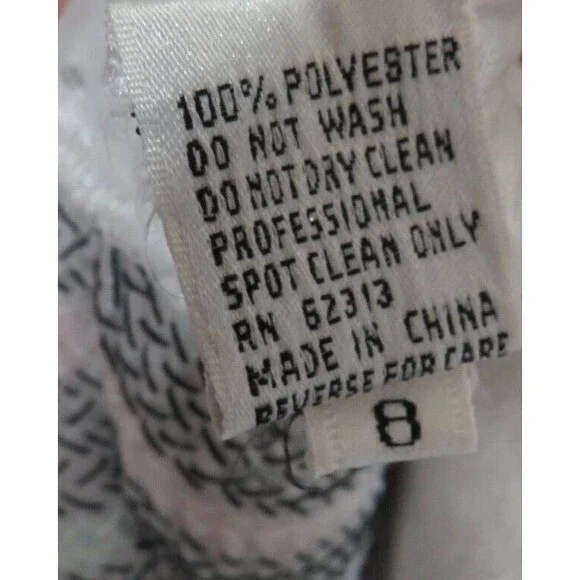 100% POLYESTER
DO NOT WASH
DO NOT DRY CLEAN
PROFESSIONAL
SPOT CLEAN ONLY
RN 62313
MADE IN CHINA
REVERSE FOR CARE
8